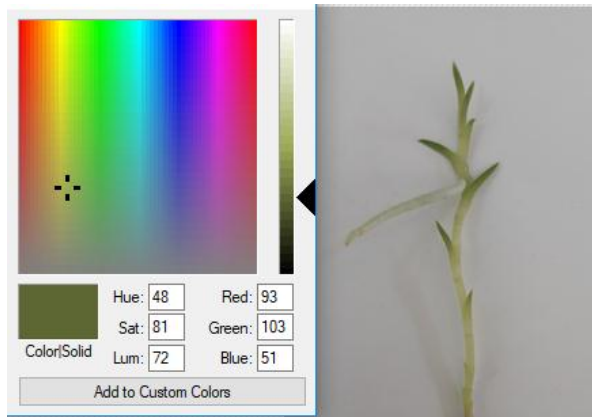 Hue: 48 Red: 93
Sat: 81 Green: 103
Color|Solid Lum: 72 Blue: 51
Add to Custom Colors